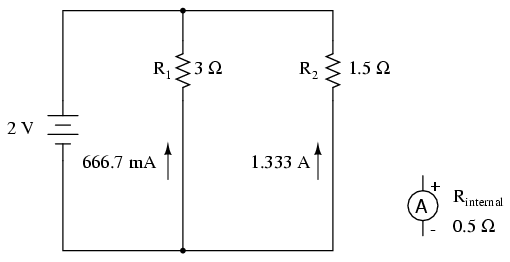 R₁ 3 Ω
R₂ 1.5 Ω
2 V
666.7 mA
1.333 A
A
+
-
Rinternal
0.5 Ω